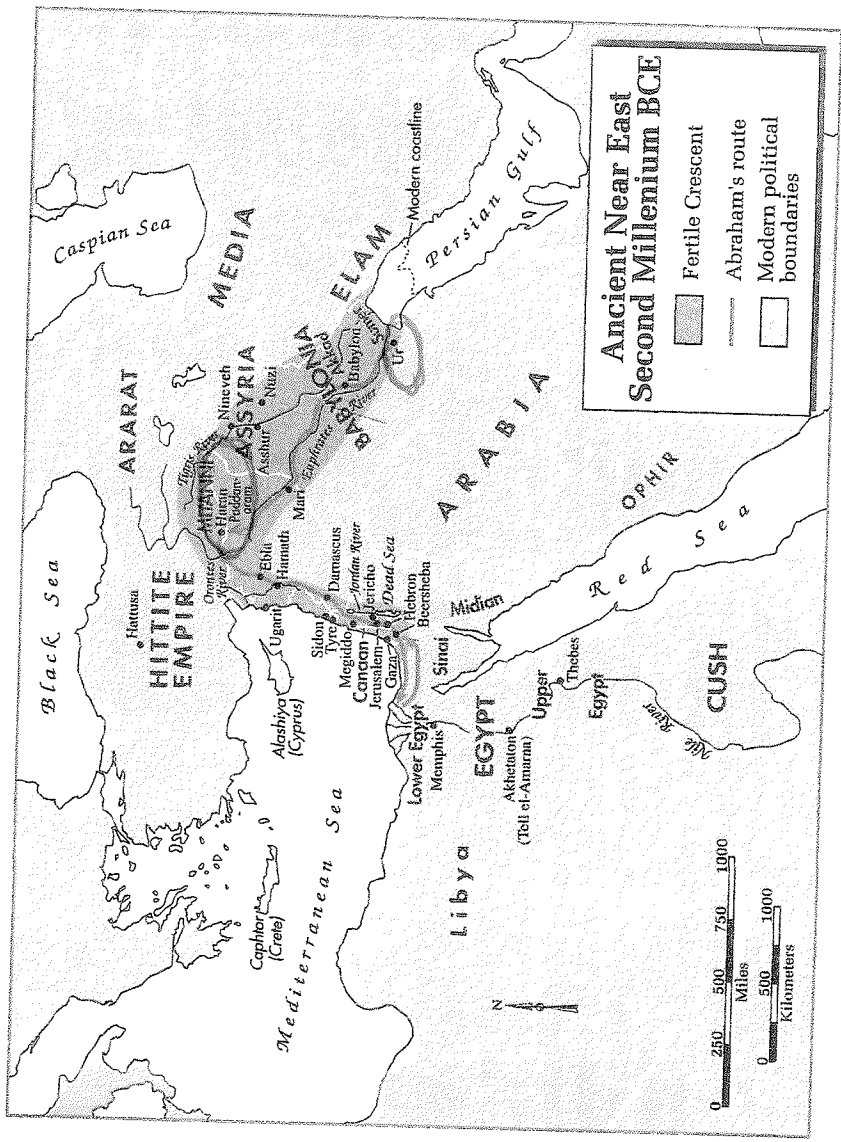 Ancient Near East
Second Millenium BCE
Fertile Crescent
Abraham's route
Modern political
boundaries
Black Sea
Caspian Sea
Hattusa
HITTITE
EMPIRE
ARARAT
MEDIA
MITANNI
Tigris River
Haran
Paddan-
aram
Nineveh
ASSYRIA
Nuzi
Asshur
Orontes
River
Ebla
Hamath
Ugarit
Mari
Euphrates River
BABYLONIA
Akkad
Babylon
Sumer
ELAM
Ur
Modern coastline
Persian Gulf
Alashiya
(Cyprus)
Caphtor
(Crete)
Mediterranean Sea
Damascus
Sidon
Tyre
Jordan River
Megiddo
Canaan
Jericho
Jerusalem
Dead Sea
Gaza
Hebron
Beersheba
ARABIA
Midian
Sinai
Lower Egypt
Memphis
EGYPT
Akhetaton
(Tell el-Amarna)
Upper
Egypt
Thebes
Nile
River
Libya
CUSH
Red Sea
OPHIR
N
0 250 500 750 1000
Miles
0 500 1000
Kilometers